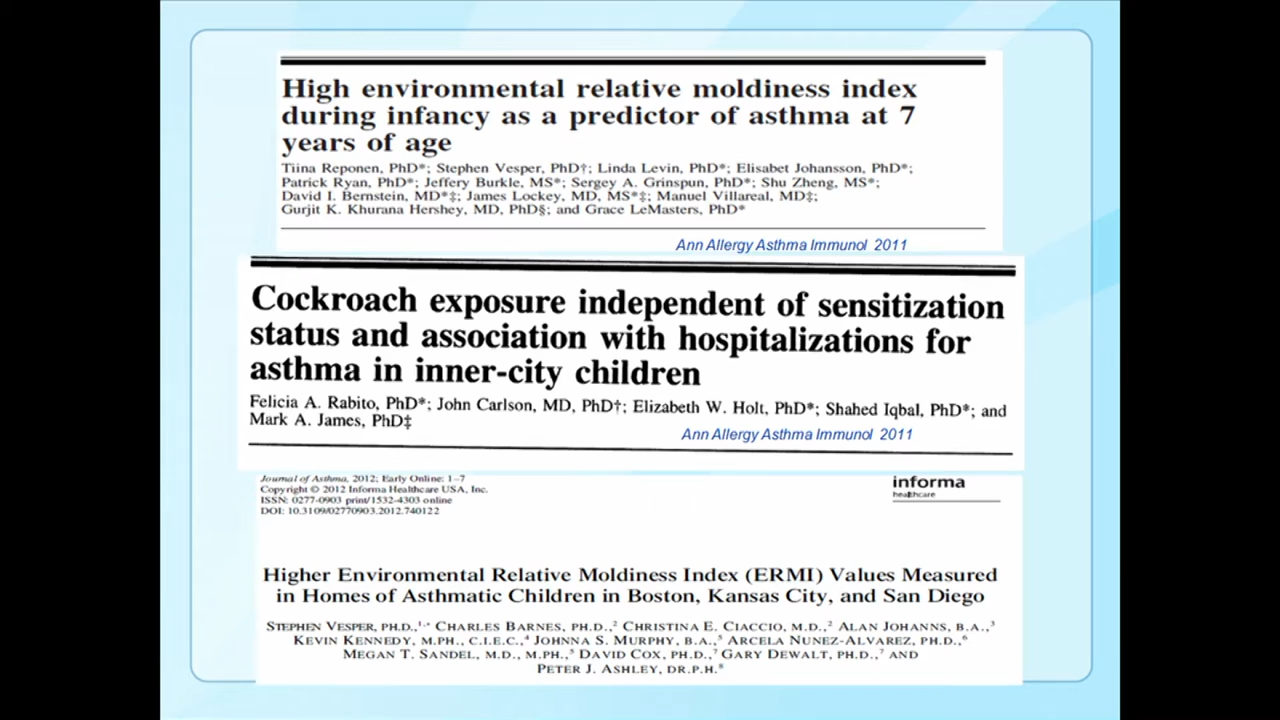 High environmental relative moldiness index
during infancy as a predictor of asthma at 7
years of age
Tiina Reponen, PhD*; Stephen Vesper, PhD†; Linda Levin, PhD*; Elisabet Johansson, PhD*;
Patrick Ryan, PhD*; Jeffery Burkle, MS*; Sergey A. Grinspun, PhD*; Shu Zheng, MS*;
David I. Bernstein, MD*‡; James Lockey, MD, MS*‡; Manuel Villareal, MD‡;
Gurjit K. Khurana Hershey, MD, PhD§; and Grace LeMasters, PhD*
Ann Allergy Asthma Immunol 2011
Cockroach exposure independent of sensitization
status and association with hospitalizations for
asthma in inner-city children
Felicia A. Rabito, PhD*; John Carlson, MD, PhD†; Elizabeth W. Holt, PhD*; Shahed Iqbal, PhD*; and
Mark A. James, PhD‡
Ann Allergy Asthma Immunol 2011
Journal of Asthma, 2012; Early Online: 1–7
Copyright © 2012 Informa Healthcare USA, Inc.
ISSN: 0277-0903 print/1532-4303 online
DOI: 10.3109/02770903.2012.740122
informa
healthcare
Higher Environmental Relative Moldiness Index (ERMI) Values Measured
in Homes of Asthmatic Children in Boston, Kansas City, and San Diego
STEPHEN VESPER, PH.D.,1,* CHARLES BARNES, PH.D.,2 CHRISTINA E. CIACCIO, M.D.,2 ALAN JOHANNS, B.A.,3
KEVIN KENNEDY, M.PH., C.I.E.C.,4 JOHNNA S. MURPHY, B.A.,5 ARCELA NUNEZ-ALVAREZ, PH.D.,6
MEGAN T. SANDEL, M.D., M.PH.,5 DAVID COX, PH.D.,7 GARY DEWALT, PH.D.,7 AND
PETER J. ASHLEY, DR.P.H.8